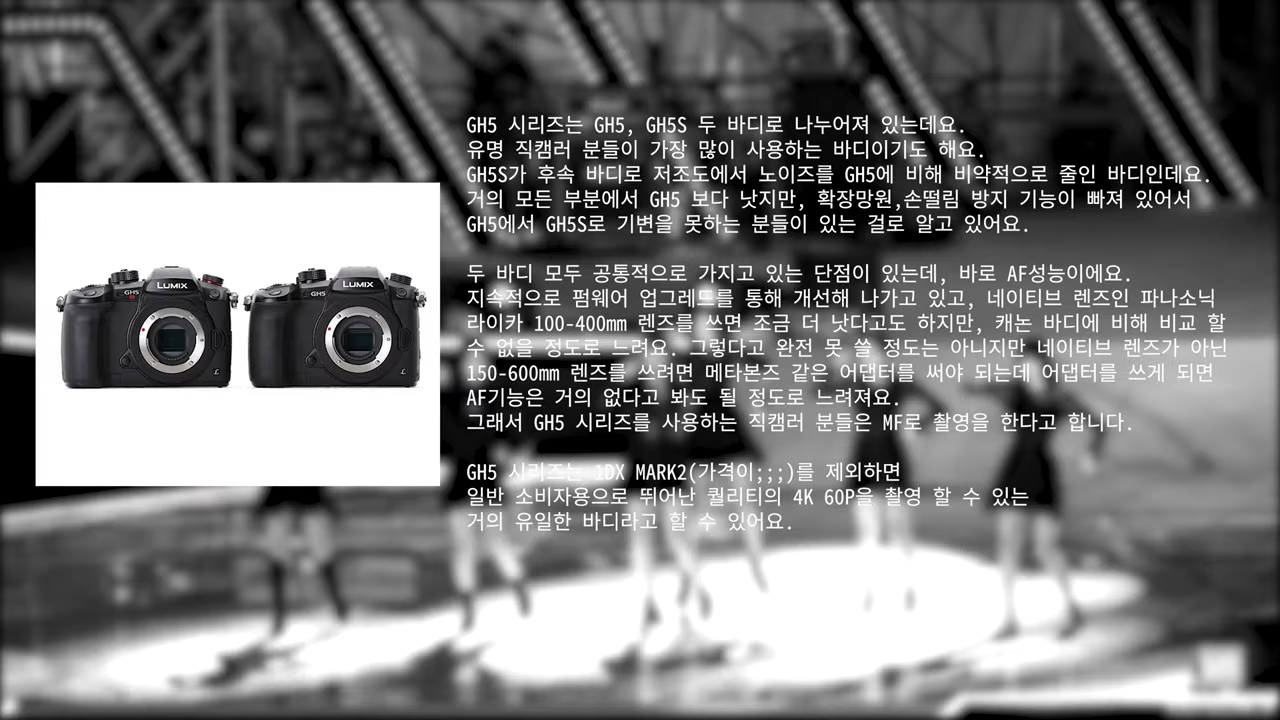 GH5 시리즈는 GH5, GH5S 두 바디로 나누어져 있는데요.
유명 직캠러 분들이 가장 많이 사용하는 바디이기도 해요.
GH5S가 후속 바디로 저조도에서 노이즈를 GH5에 비해 비약적으로 줄인 바디인데요.
거의 모든 부분에서 GH5 보다 낫지만, 확장망원,손떨림 방지 기능이 빠져 있어서
GH5에서 GH5S로 기변을 못하는 분들이 있는 걸로 알고 있어요.
두 바디 모두 공통적으로 가지고 있는 단점이 있는데, 바로 AF성능이에요.
지속적으로 펌웨어 업그레드를 통해 개선해 나가고 있고, 네이티브 렌즈인 파나소닉
라이카 100-400mm 렌즈를 쓰면 조금 더 낫다고도 하지만, 캐논 바디에 비해 비교 할
수 없을 정도로 느려요. 그렇다고 완전 못 쓸 정도는 아니지만 네이티브 렌즈가 아닌
150-600mm 렌즈를 쓰려면 메타본즈 같은 어댑터를 써야 되는데 어댑터를 쓰게 되면
AF기능은 거의 없다고 봐도 될 정도로 느려져요.
그래서 GH5 시리즈를 사용하는 직캠러 분들은 MF로 촬영을 한다고 합니다.
GH5 시리즈는 1DX MARK2(가격이;;;)를 제외하면
일반 소비자용으로 뛰어난 퀄리티의 4K 60P을 촬영 할 수 있는
거의 유일한 바디라고 할 수 있어요.
LUMIX
GH5
S
LUMIX
GH5
L
L